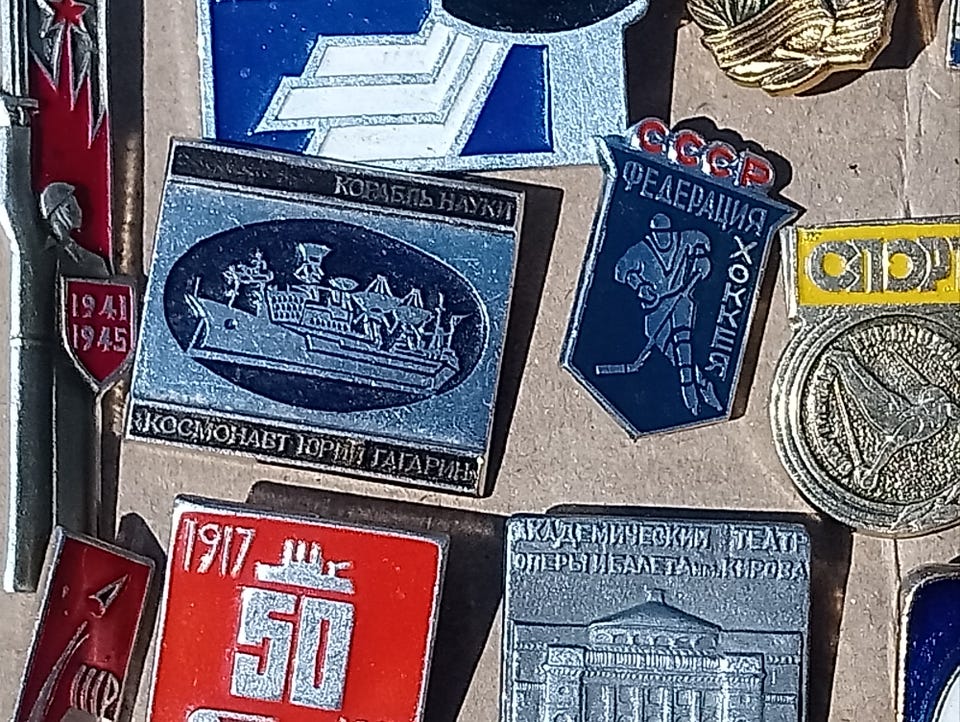 КОРАБЛЬ НАУКИ
«КОСМОНАВТ ЮРИЙ ГАГАРИН»
СССР
ФЕДЕРАЦИЯ
ХОККЕЯ
1941
1945
1917
50
АКАДЕМИЧЕСКИЙ ТЕАТР
ОПЕРЫ И БАЛЕТА им. КИРОВА